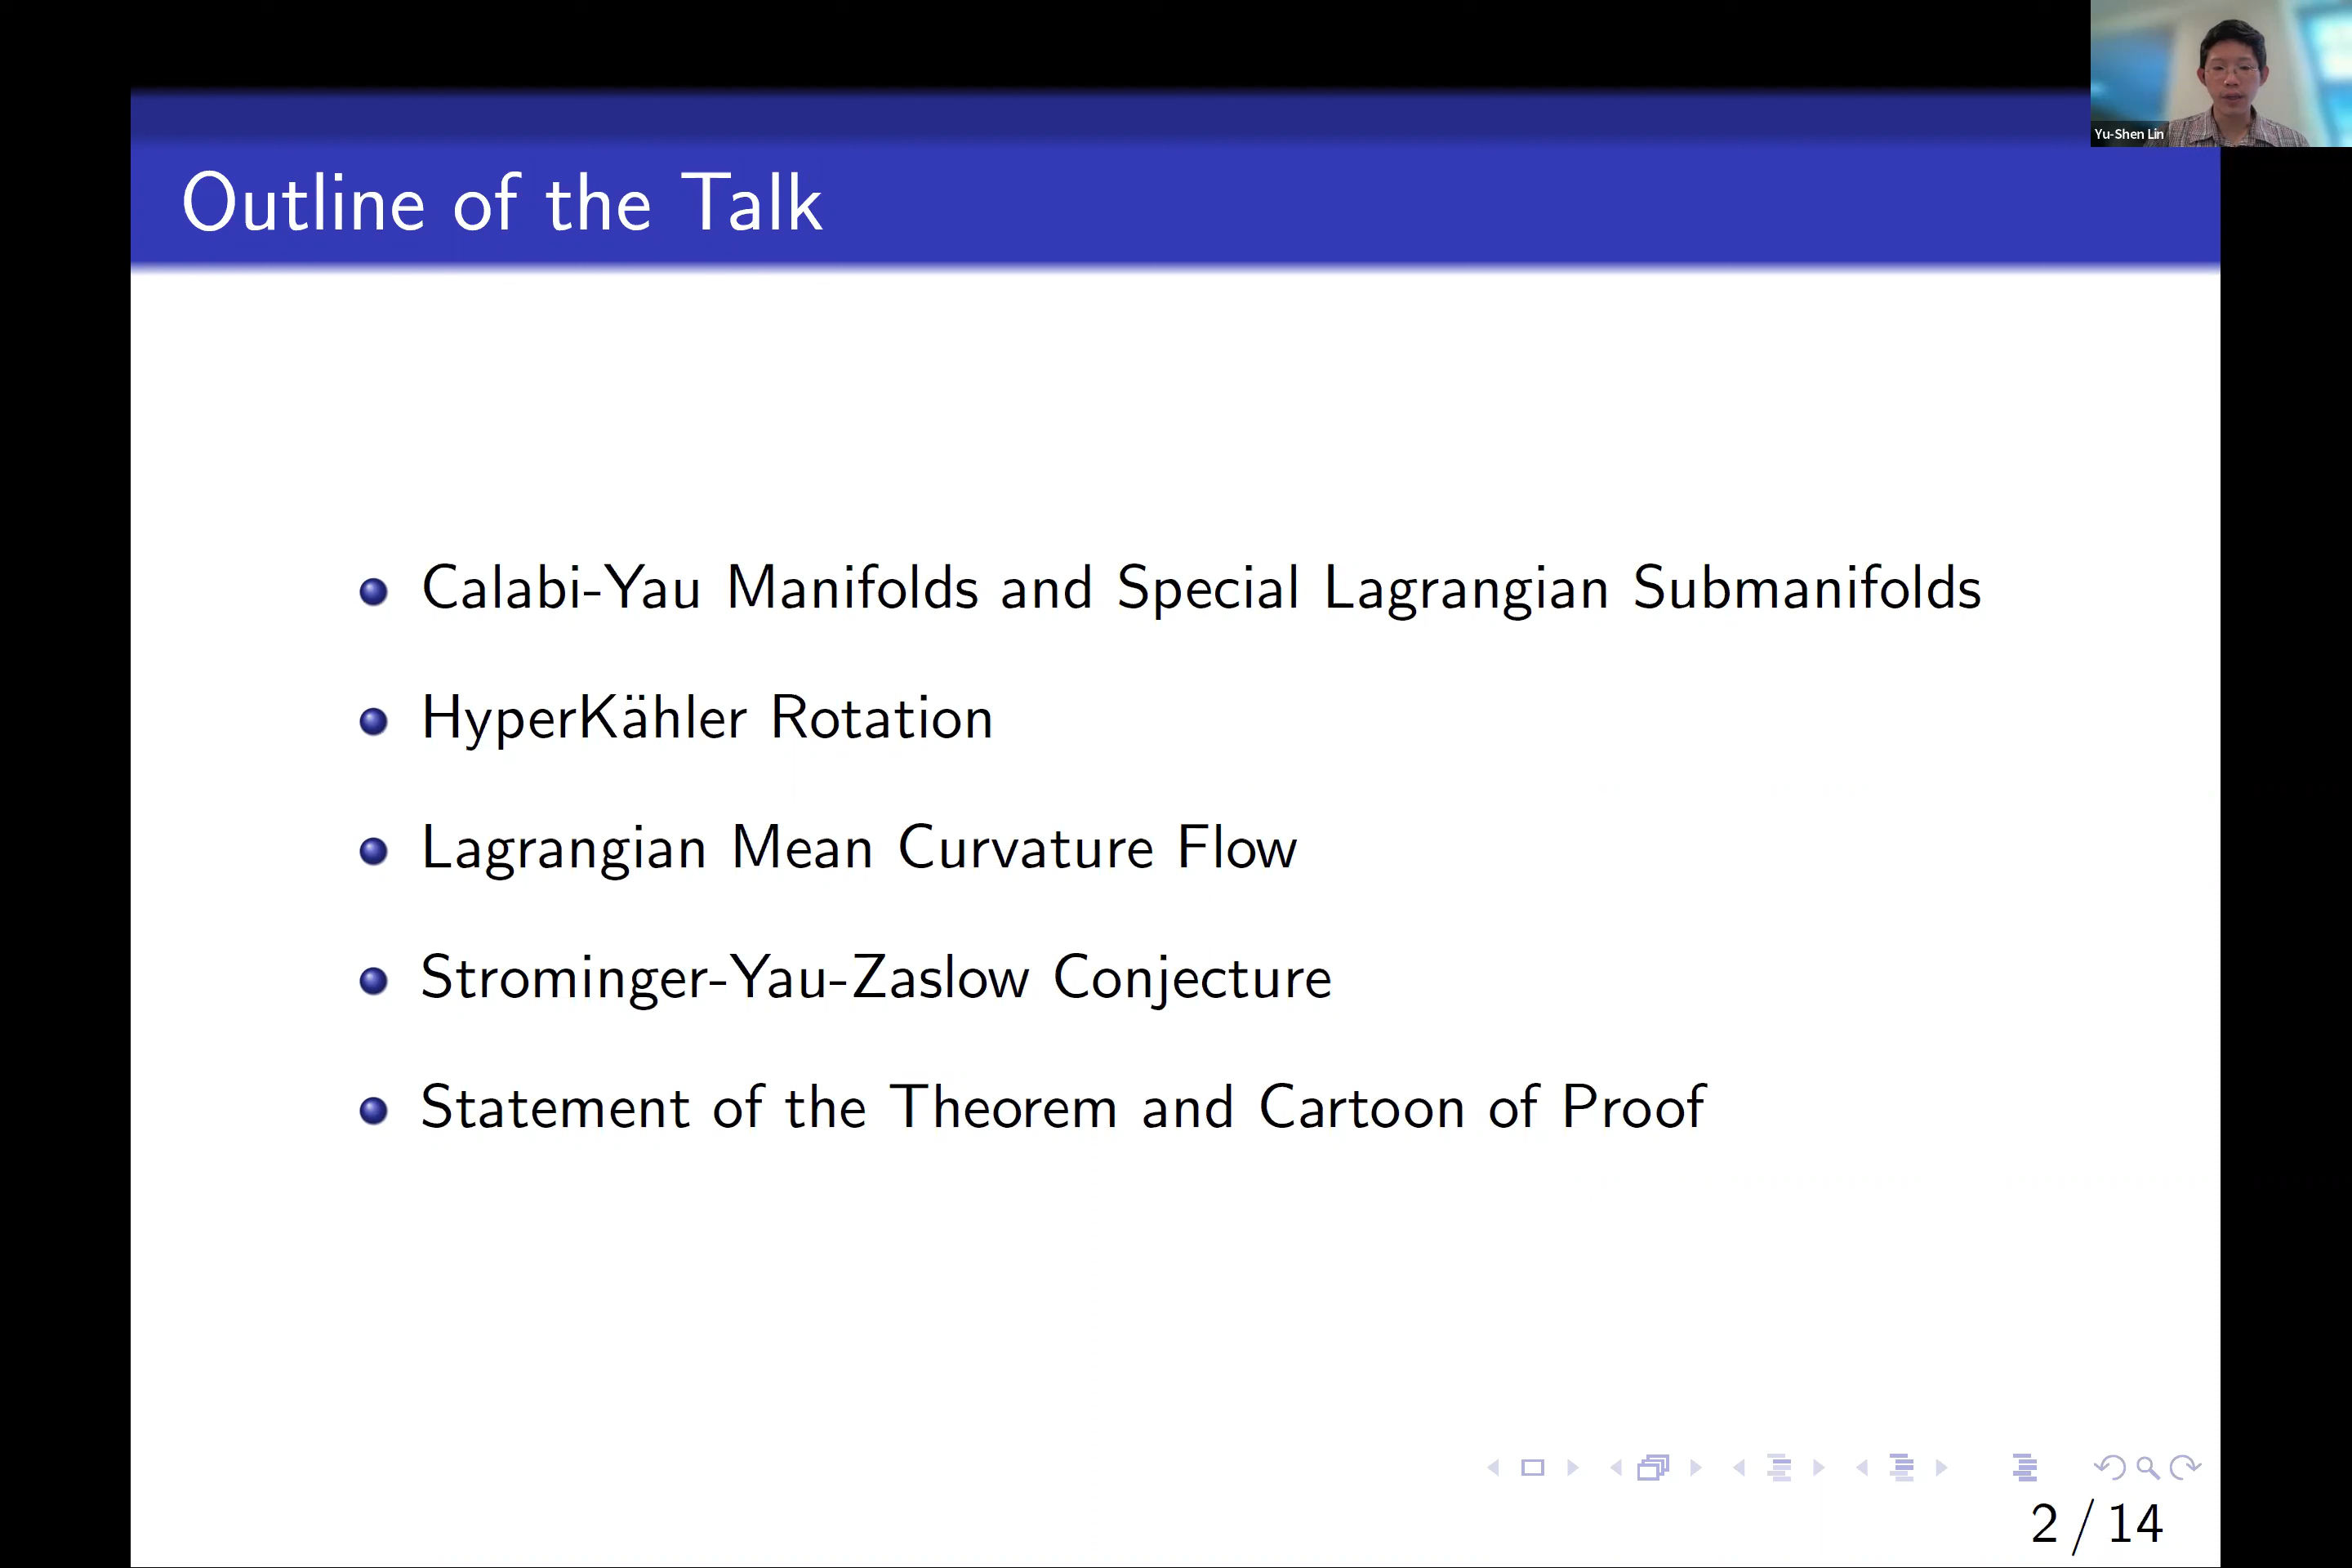 Yu-Shen Lin
Outline of the Talk
Calabi-Yau Manifolds and Special Lagrangian Submanifolds
HyperKähler Rotation
Lagrangian Mean Curvature Flow
Strominger-Yau-Zaslow Conjecture
Statement of the Theorem and Cartoon of Proof
2 / 14